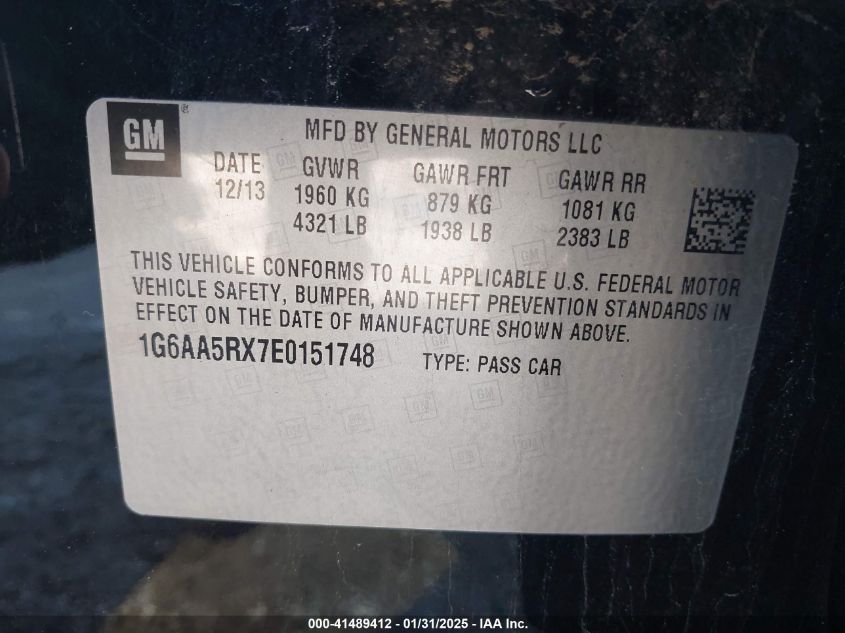 GM ®
MFD BY GENERAL MOTORS LLC
DATE GVWR GAWR FRT GAWR RR
12/13 1960 KG 879 KG 1081 KG
4321 LB 1938 LB 2383 LB
THIS VEHICLE CONFORMS TO ALL APPLICABLE U.S. FEDERAL MOTOR
VEHICLE SAFETY, BUMPER, AND THEFT PREVENTION STANDARDS IN
EFFECT ON THE DATE OF MANUFACTURE SHOWN ABOVE.
1G6AA5RX7E0151748 TYPE: PASS CAR
000-41489412 - 01/31/2025 - IAA Inc.